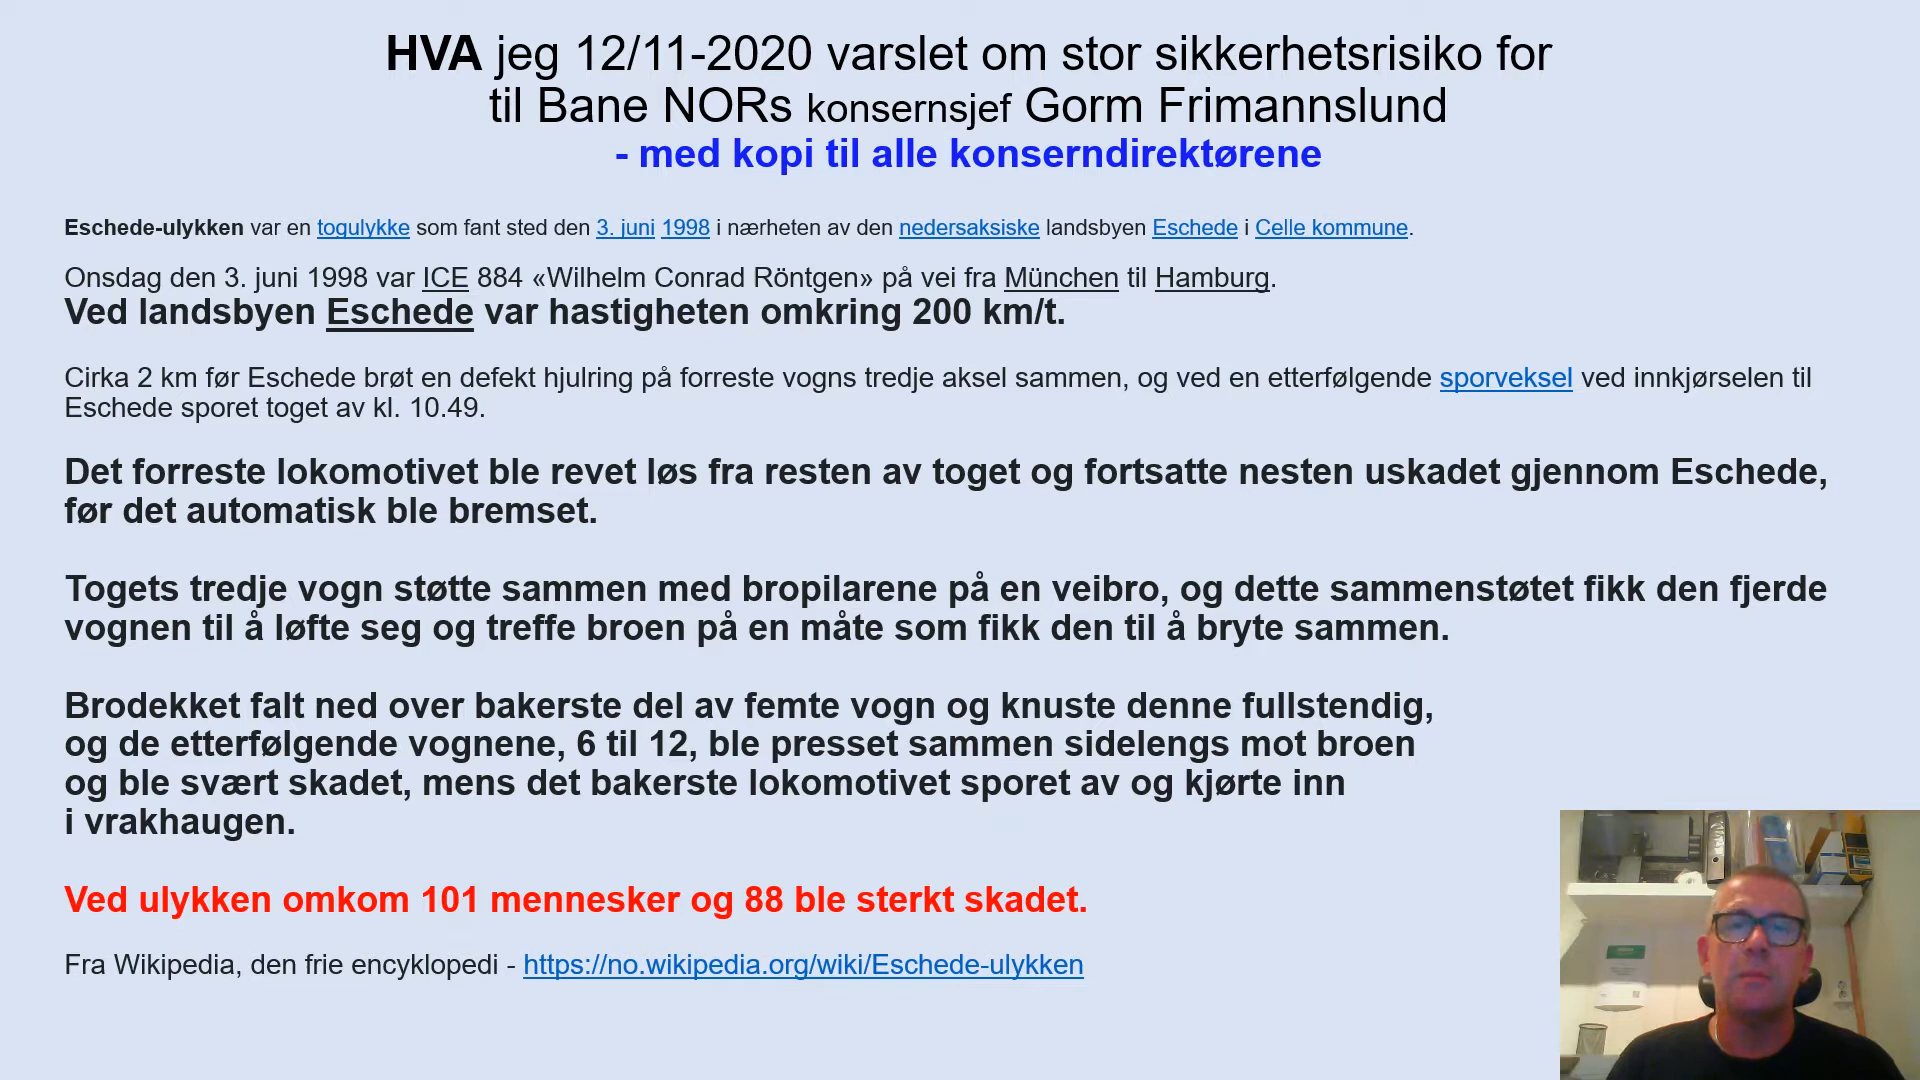 HVA jeg 12/11-2020 varslet om stor sikkerhetsrisiko for
til Bane NORs konsernsjef Gorm Frimannslund
- med kopi til alle konserndirektørene
Eschede-ulykken var en togulykke som fant sted den 3. juni 1998 i nærheten av den nedersaksiske landsbyen Eschede i Celle kommune.
Onsdag den 3. juni 1998 var ICE 884 «Wilhelm Conrad Röntgen» på vei fra München til Hamburg.
Ved landsbyen Eschede var hastigheten omkring 200 km/t.
Cirka 2 km før Eschede brøt en defekt hjulring på forreste vogns tredje aksel sammen, og ved en etterfølgende sporveksel ved innkjørselen til
Eschede sporet toget av kl. 10.49.
Det forreste lokomotivet ble revet løs fra resten av toget og fortsatte nesten uskadet gjennom Eschede,
før det automatisk ble bremset.
Togets tredje vogn støtte sammen med bropilarene på en veibro, og dette sammenstøtet fikk den fjerde
vognen til å løfte seg og treffe broen på en måte som fikk den til å bryte sammen.
Brodekket falt ned over bakerste del av femte vogn og knuste denne fullstendig,
og de etterfølgende vognene, 6 til 12, ble presset sammen sidelengs mot broen
og ble svært skadet, mens det bakerste lokomotivet sporet av og kjørte inn
i vrakhaugen.
Ved ulykken omkom 101 mennesker og 88 ble sterkt skadet.
Fra Wikipedia, den frie encyklopedi - https://no.wikipedia.org/wiki/Eschede-ulykken